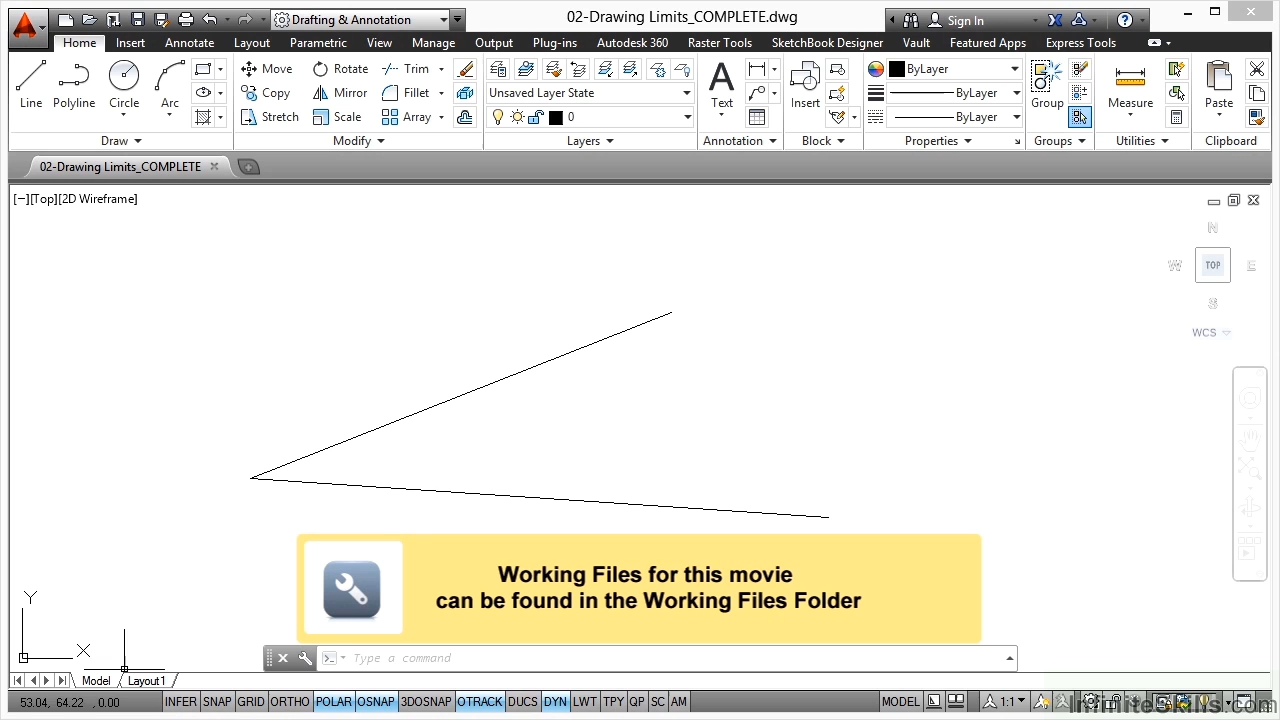 Drafting & Annotation
02-Drawing Limits_COMPLETE.dwg
Sign In
Home Insert Annotate Layout Parametric View Manage Output Plug-ins Autodesk 360 Raster Tools SketchBook Designer Vault Featured Apps Express Tools
Line Polyline Circle Arc
Move Rotate Trim
Copy Mirror Fillet
Stretch Scale Array
Unsaved Layer State
0
Text
Insert
ByLayer
ByLayer
ByLayer
Group
Measure
Paste
Draw Modify Layers Annotation Block Properties Groups Utilities Clipboard
02-Drawing Limits_COMPLETE
[−][Top][2D Wireframe]
N
W TOP E
S
WCS
Working Files for this movie
can be found in the Working Files Folder
Y
X
Type a command
Model Layout1
53.04, 64.22 , 0.00 INFER SNAP GRID ORTHO POLAR OSNAP 3DOSNAP OTRACK DUCS DYN LWT TPY QP SC AM MODEL 1:1
InfiniteSkills.com